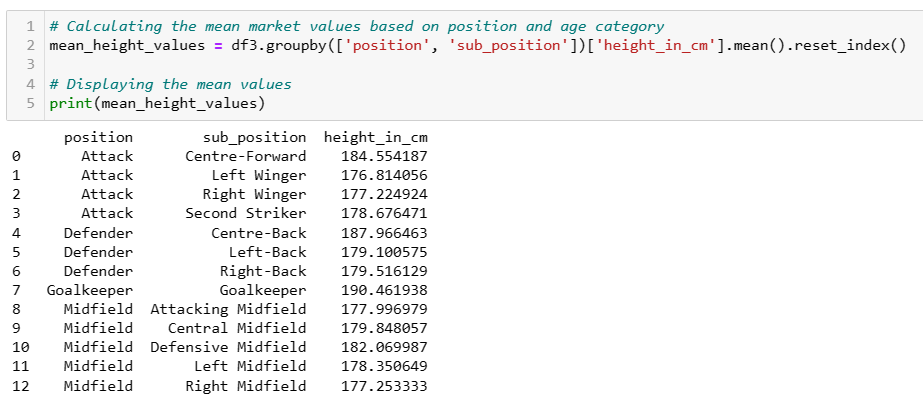 1 # Calculating the mean market values based on position and age category
2 mean_height_values = df3.groupby(['position', 'sub_position'])['height_in_cm'].mean().reset_index()
3
4 # Displaying the mean values
5 print(mean_height_values)
position sub_position height_in_cm
0 Attack Centre-Forward 184.554187
1 Attack Left Winger 176.814056
2 Attack Right Winger 177.224924
3 Attack Second Striker 178.676471
4 Defender Centre-Back 187.966463
5 Defender Left-Back 179.100575
6 Defender Right-Back 179.516129
7 Goalkeeper Goalkeeper 190.461938
8 Midfield Attacking Midfield 177.996979
9 Midfield Central Midfield 179.848057
10 Midfield Defensive Midfield 182.069987
11 Midfield Left Midfield 178.350649
12 Midfield Right Midfield 177.253333